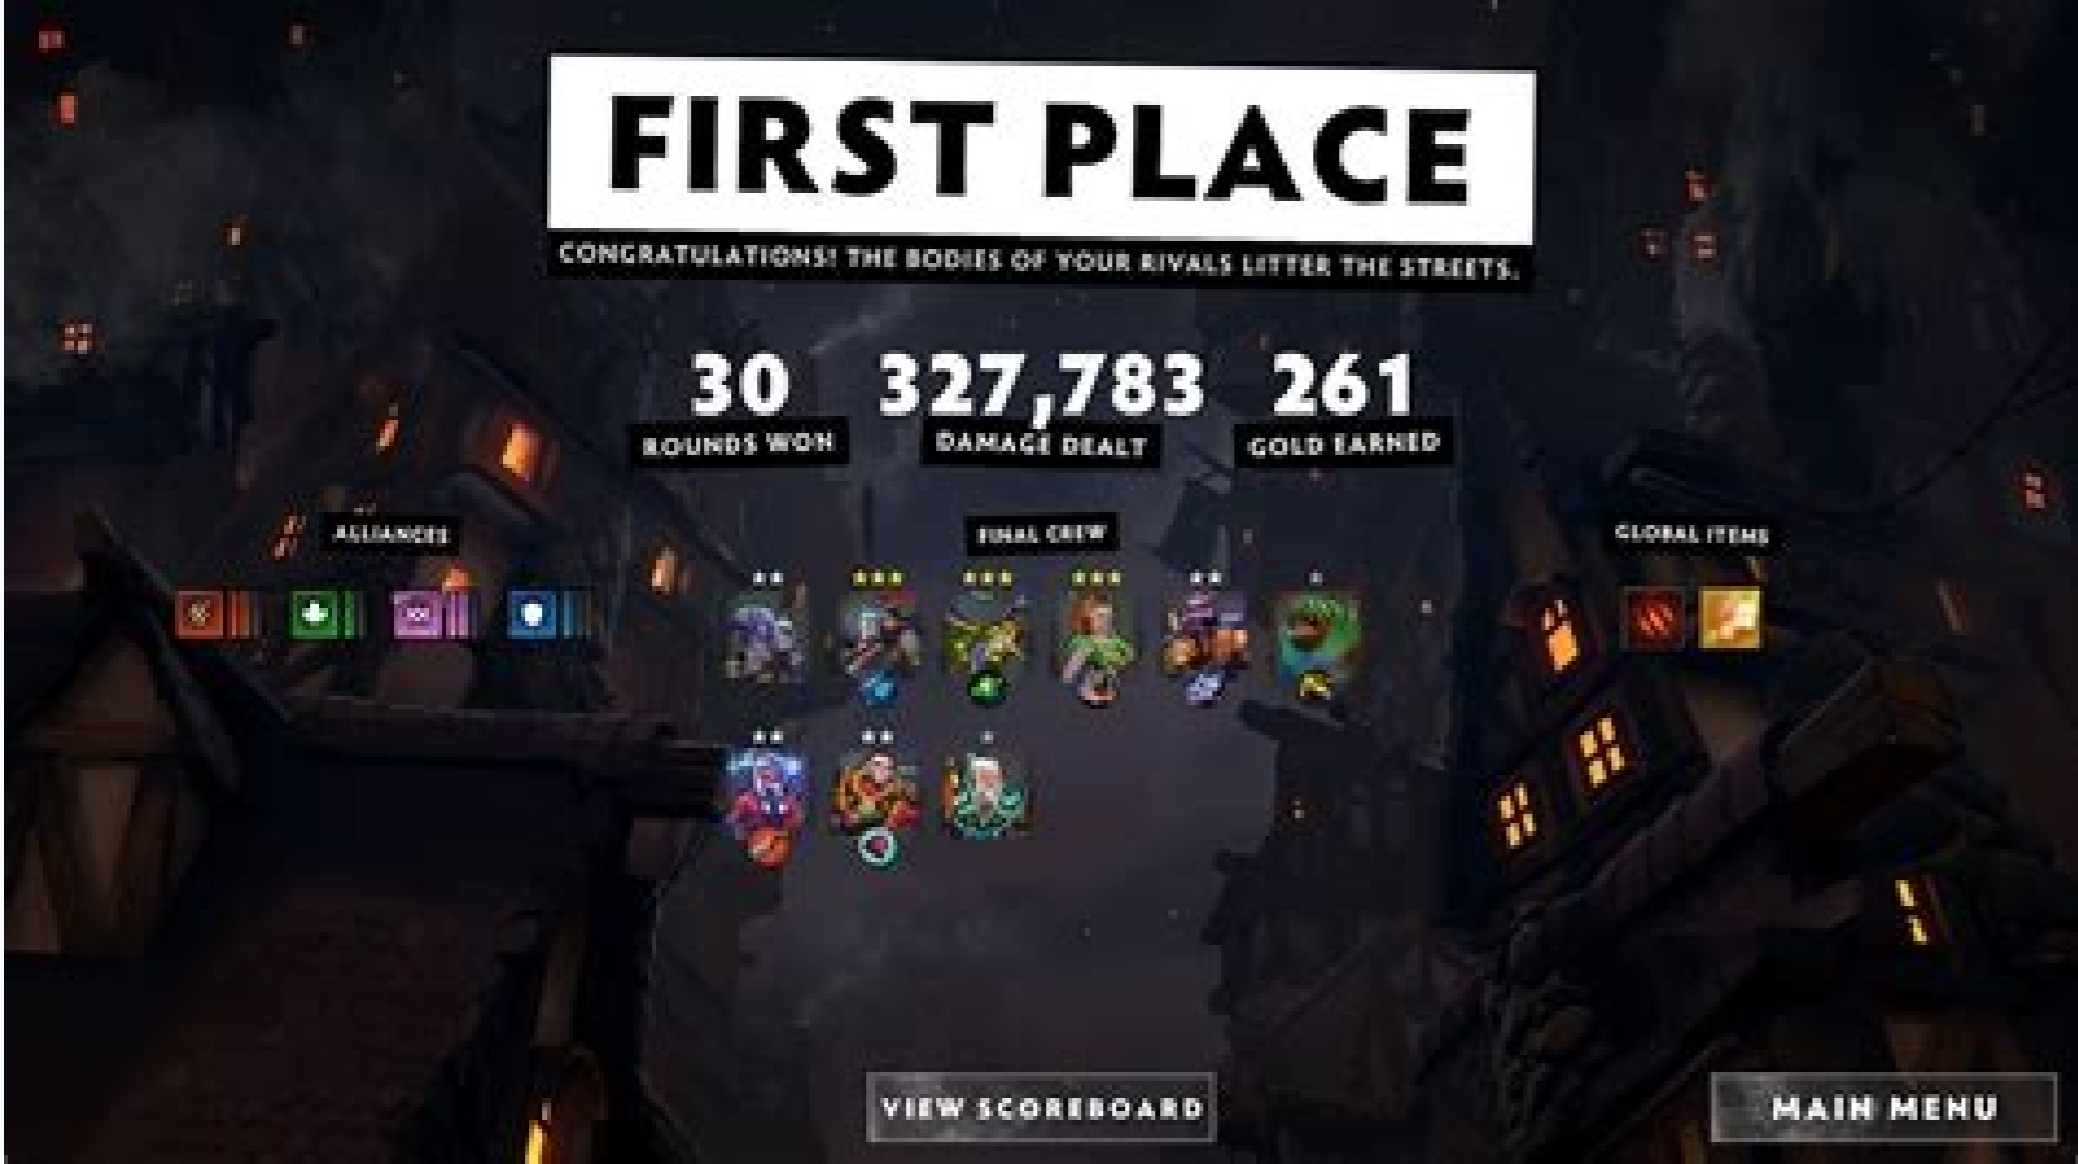 FIRST PLACE
CONGRATULATIONS! THE BODIES OF YOUR RIVALS LITTER THE STREETS.
30 327,783 261
ROUNDS WON DAMAGE DEALT GOLD EARNED
ALLIANCES FINAL CREW GLOBAL ITEMS
VIEW SCOREBOARD MAIN MENU